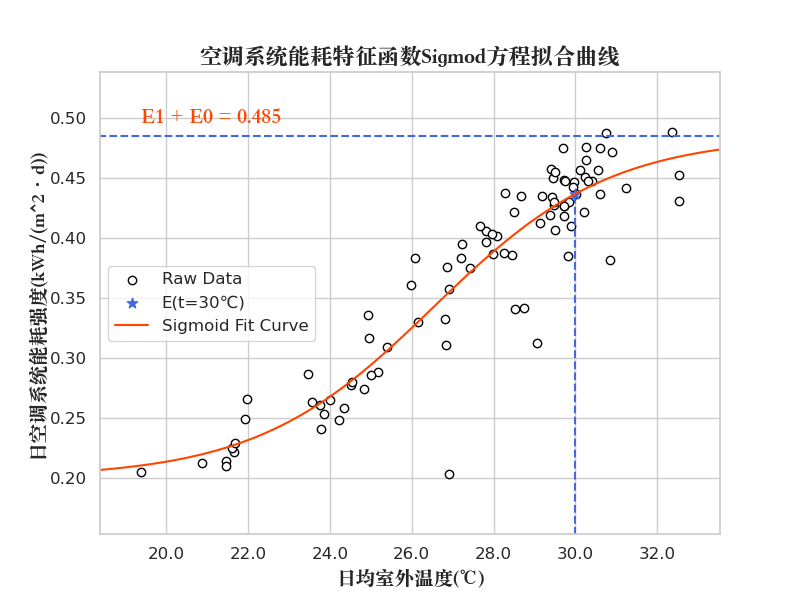 空调系统能耗特征函数Sigmod方程拟合曲线
E1 + E0 = 0.485
0.50
0.45
0.40
0.35
0.30
0.25
0.20
日空调系统能耗强度(kWh/(m^2·d))
Raw Data
E(t=30℃)
Sigmoid Fit Curve
20.0 22.0 24.0 26.0 28.0 30.0 32.0
日均室外温度(℃)